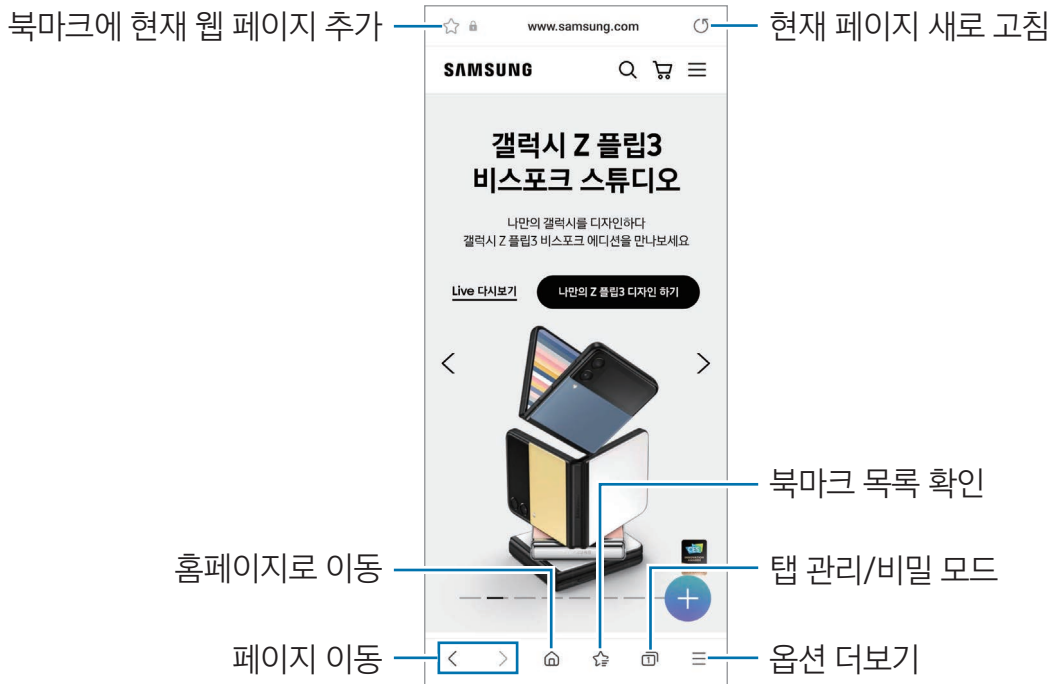 북마크에 현재 웹 페이지 추가
www.samsung.com
현재 페이지 새로 고침
SAMSUNG
갤럭시 Z 플립3
비스포크 스튜디오
나만의 갤럭시를 디자인하다
갤럭시 Z 플립3 비스포크 에디션을 만나보세요
Live 다시보기
나만의 Z 플립3 디자인 하기
북마크 목록 확인
홈페이지로 이동
탭 관리/비밀 모드
페이지 이동
1
옵션 더보기